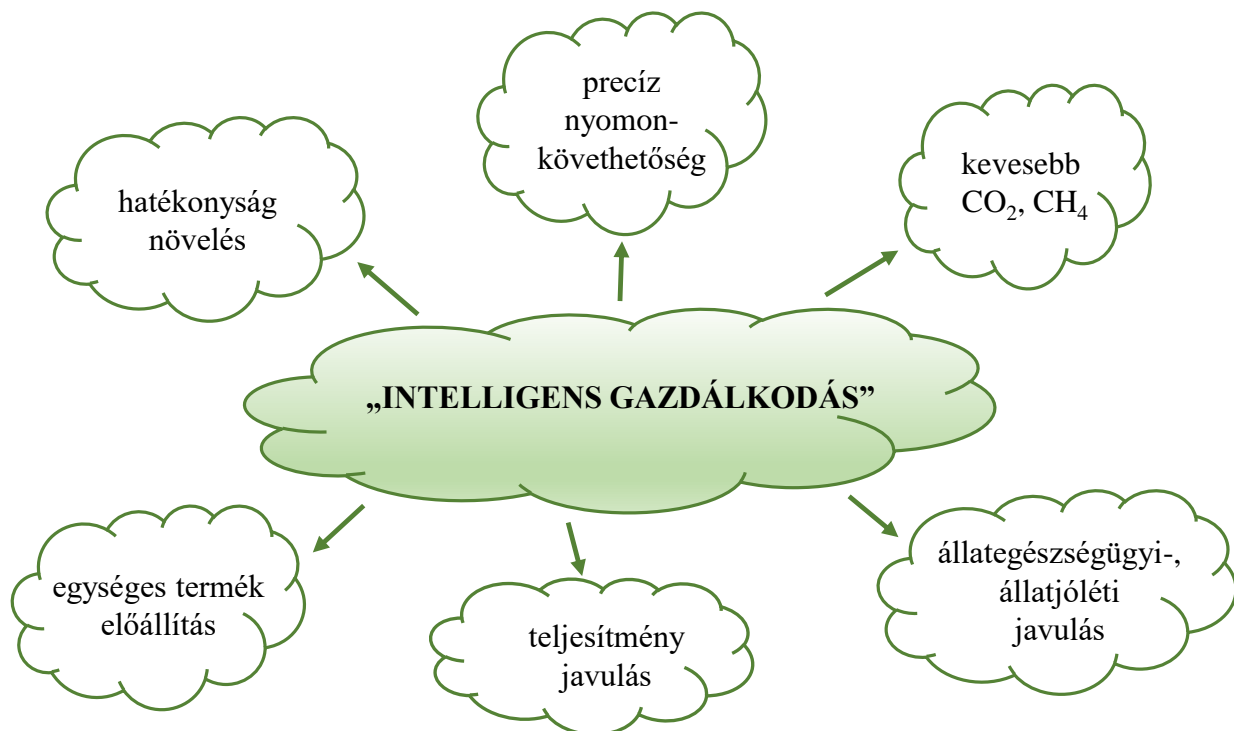 precíz
nyomon-
követhetőség
hatékonyság
növelés
kevesebb
CO₂, CH₄
„INTELLIGENS GAZDÁLKODÁS”
egységes termék
előállítás
teljesítmény
javulás
állategészségügyi-,
állatjóléti
javulás